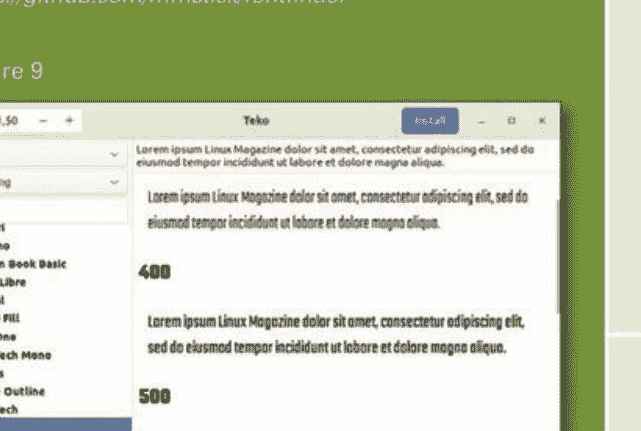 re 9
,50 − +
Teko
Install
Lorem ipsum Linux Magazine dolor sit amet, consectetur adipiscing elit, sed do
eiusmod tempor incididunt ut labore et dolore magna aliqua.
ng
Lorem ipsum Linux Magazine dolor sit amet, consectetur adipiscing elit, sed do
eiusmod tempor incididunt ut labore et dolore magna aliqua.
n Book Basic
Libre
400
l
Fill
Lorem ipsum Linux Magazine dolor sit amet, consectetur adipiscing elit,
sed do eiusmod tempor incididunt ut labore et dolore magna aliqua.
ech Mono
s
Outline
500
ech